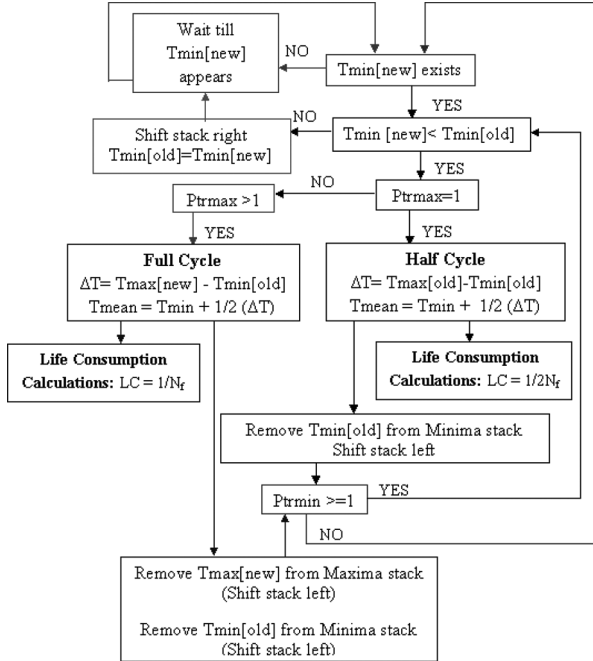 Wait till
Tmin[new]
appears
NO
Tmin[new] exists
YES
Shift stack right
Tmin[old]=Tmin[new]
NO
Tmin [new]< Tmin[old]
YES
Ptrmax >1
NO
Ptrmax=1
YES
YES
Full Cycle
ΔT= Tmax[new] - Tmin[old]
Tmean = Tmin + 1/2 (ΔT)
Half Cycle
ΔT= Tmax[old]-Tmin[old]
Tmean = Tmin + 1/2 (ΔT)
Life Consumption
Calculations: LC = 1/Nf
Life Consumption
Calculations: LC = 1/2Nf
Remove Tmin[old] from Minima stack
Shift stack left
Ptrmin >=1
YES
NO
Remove Tmax[new] from Maxima stack
(Shift stack left)
Remove Tmin[old] from Minima stack
(Shift stack left)